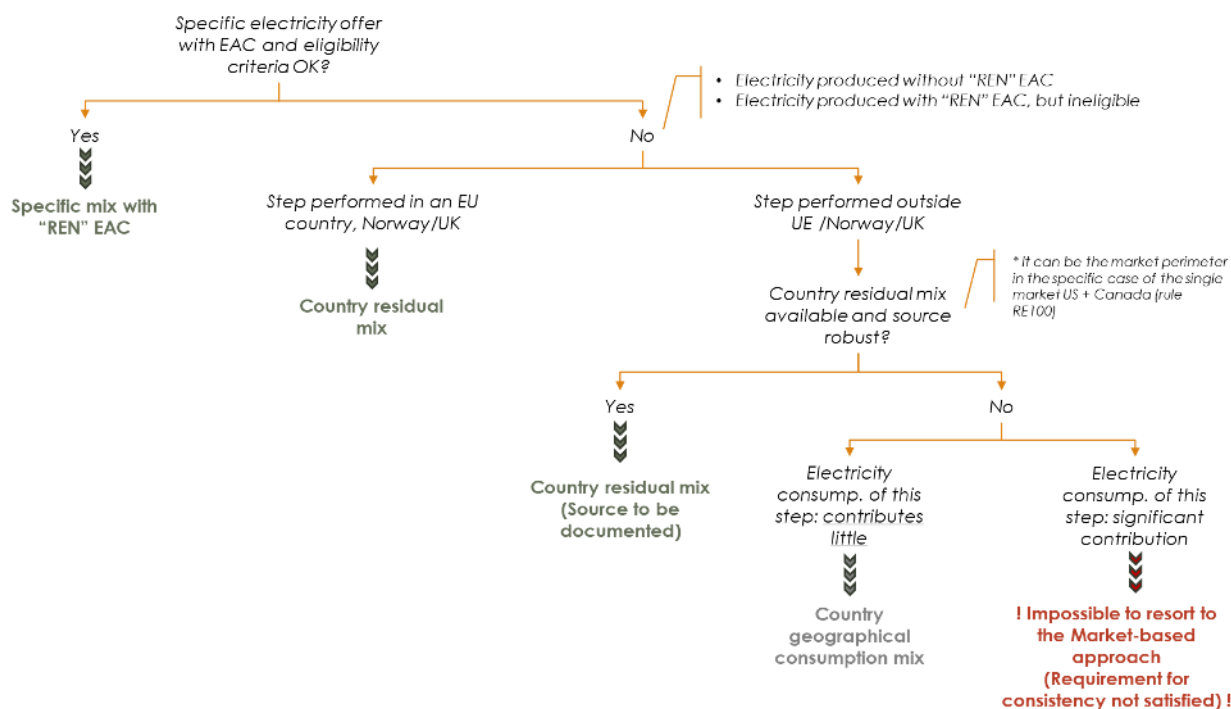 Specific electricity offer
with EAC and eligibility
criteria OK?
• Electricity produced without “REN” EAC
• Electricity produced with “REN” EAC, but ineligible
Yes
No
Specific mix with
“REN” EAC
Step performed in an EU
country, Norway/UK
Step performed outside
UE /Norway/UK
Country residual
mix
* It can be the market perimeter
in the specific case of the single
market US + Canada (rule
RE100)
Country residual mix
available and source
robust?
Yes
No
Country residual mix
(Source to be
documented)
Electricity
consump. of this
step: contributes
little
Electricity
consump. of this
step: significant
contribution
Country
geographical
consumption mix
! Impossible to resort to
the Market-based
approach
(Requirement for
consistency not satisfied) !